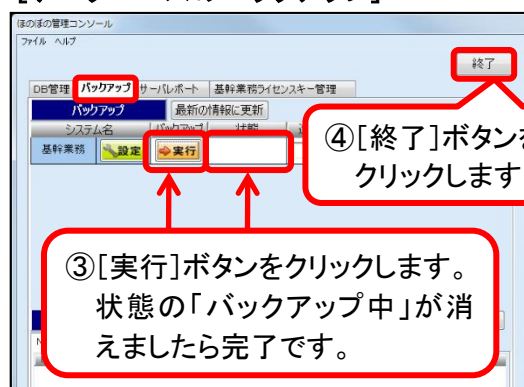 ほのぼの管理コンソール
ファイル ヘルプ
終了
DB管理 バックアップ サーバレポート 基幹業務ライセンスキー管理
バックアップ 最新の情報に更新
システム名 バックアップ 状態
基幹業務 設定 実行
④[終了]ボタンを
クリックします
③[実行]ボタンをクリックします。
状態の「バックアップ中」が消
えましたら完了です。